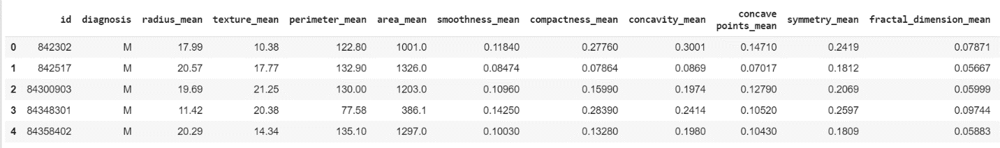 id diagnosis radius_mean texture_mean perimeter_mean area_mean smoothness_mean compactness_mean concavity_mean concave points_mean symmetry_mean fractal_dimension_mean
0 842302 M 17.99 10.38 122.80 1001.0 0.11840 0.27760 0.3001 0.14710 0.2419 0.07871
1 842517 M 20.57 17.77 132.90 1326.0 0.08474 0.07864 0.0869 0.07017 0.1812 0.05667
2 84300903 M 19.69 21.25 130.00 1203.0 0.10960 0.15990 0.1974 0.12790 0.2069 0.05999
3 84348301 M 11.42 20.38 77.58 386.1 0.14250 0.28390 0.2414 0.10520 0.2597 0.09744
4 84358402 M 20.29 14.34 135.10 1297.0 0.10030 0.13280 0.1980 0.10430 0.1809 0.05883